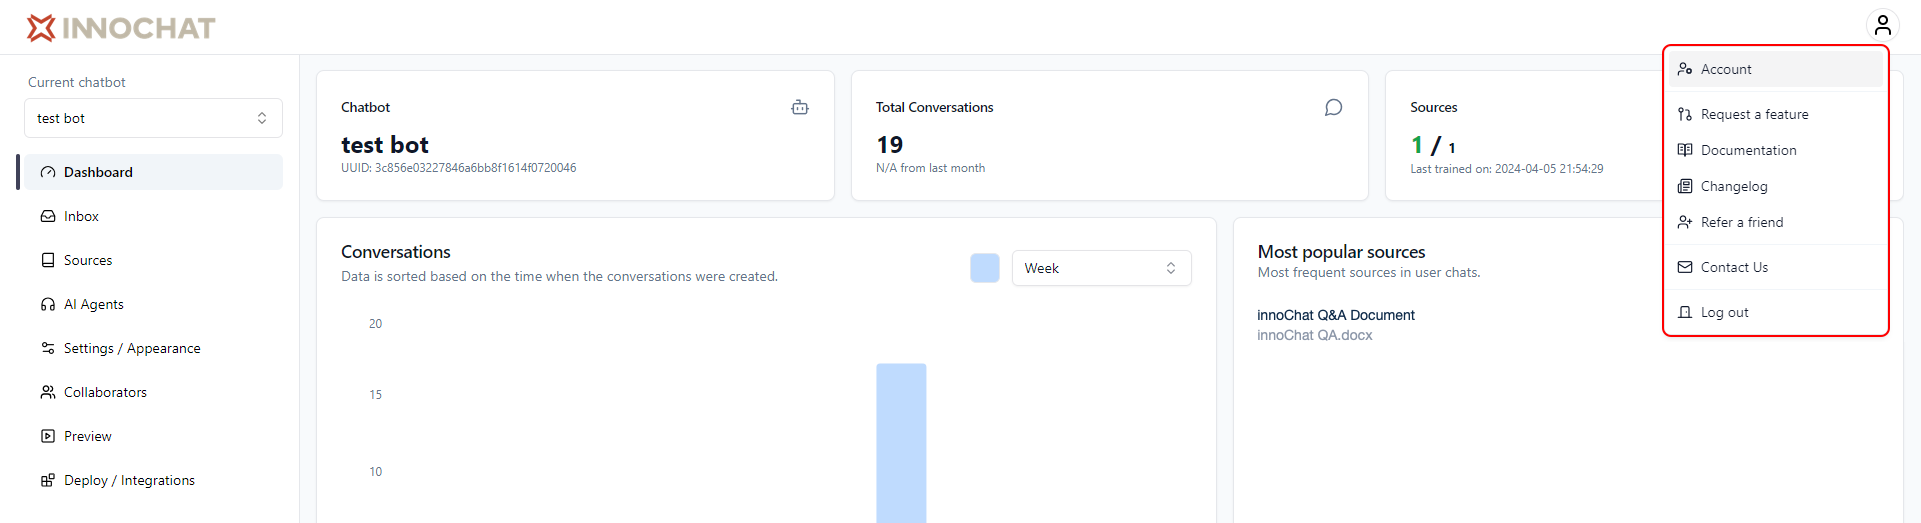 INNOCHAT
Current chatbot
test bot
Dashboard
Inbox
Sources
AI Agents
Settings / Appearance
Collaborators
Preview
Deploy / Integrations
Chatbot
test bot
UUID: 3c856e03227846a6bb8f1614f0720046
Total Conversations
19
N/A from last month
Sources
1 / 1
Last trained on: 2024-04-05 21:54:29
Conversations
Data is sorted based on the time when the conversations were created.
Week
20
15
10
Most popular sources
Most frequent sources in user chats.
innoChat Q&A Document
innoChat QA.docx
Account
Request a feature
Documentation
Changelog
Refer a friend
Contact Us
Log out